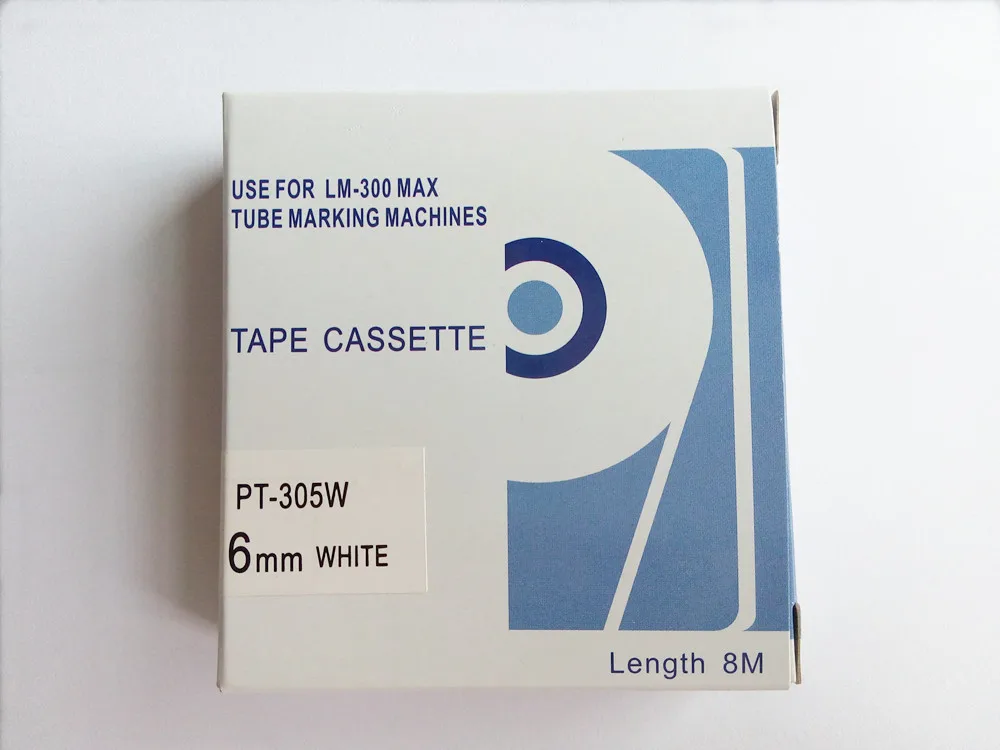 USE FOR LM-300 MAX
TUBE MARKING MACHINES
TAPE CASSETTE
PT-305W
6mm WHITE
Length 8M